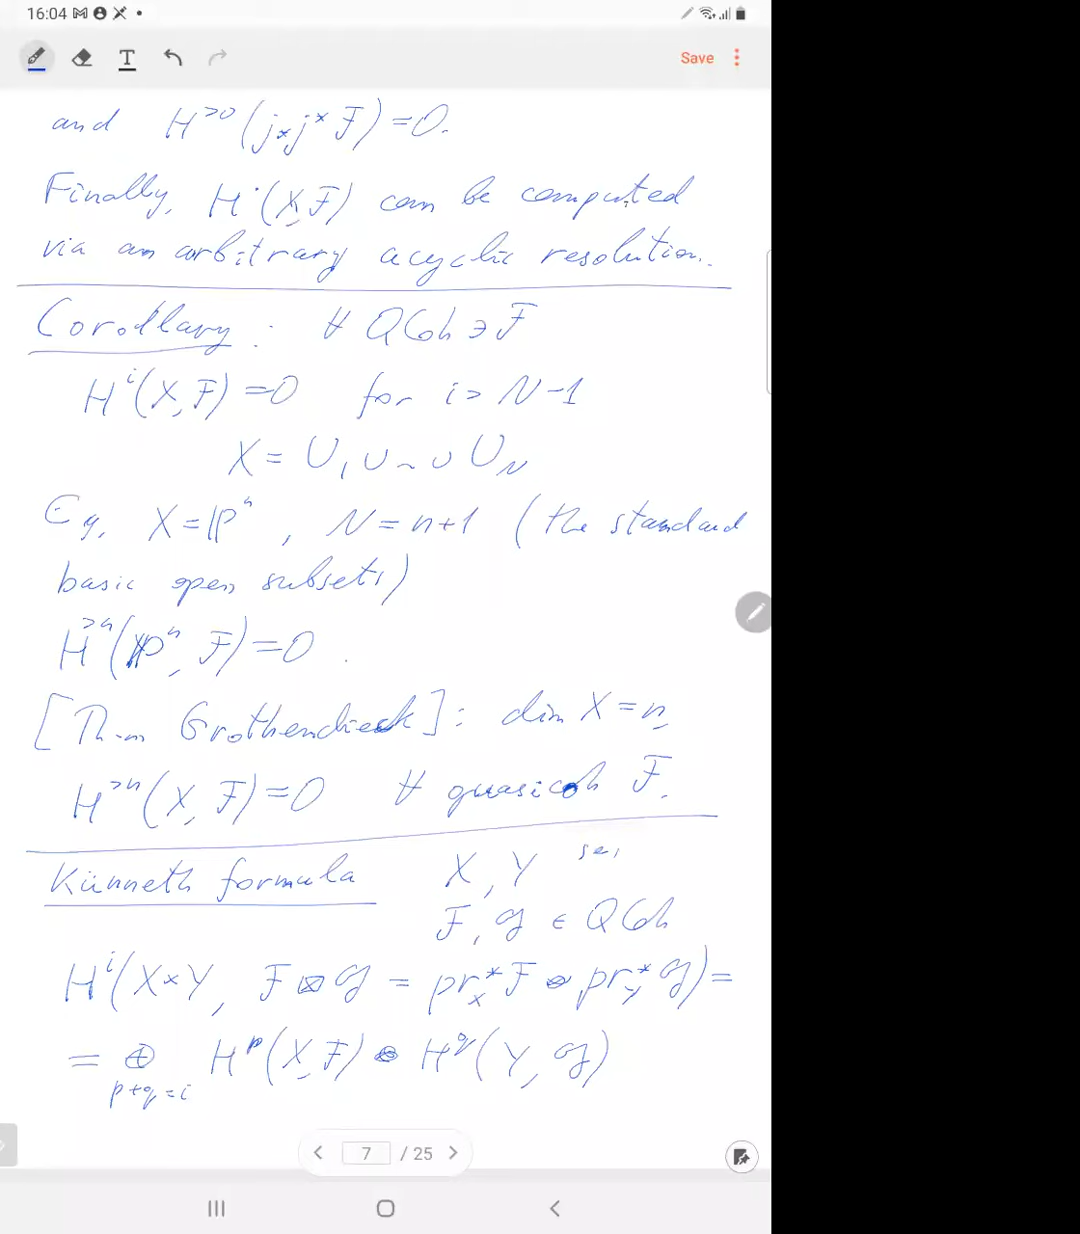 16:04
T
Save
and H^{>0}(j_* j^* F) = 0.
Finally, H^·(X, F) can be computed
via an arbitrary acyclic resolution.
Corollary: ∀ QCoh ∋ F
H^i(X, F) = 0 for i > N-1
X = U_1 ∪ ~ ∪ U_N
Eg, X = ℙ^n, N = n+1 (the standard
basic open subsets)
H^{>n}(ℙ^n, F) = 0.
[Thm Grothendieck]: dim X = n,
H^{>n}(X, F) = 0 ∀ quasicoh F.
Künneth formula X, Y se,
F, G ∈ QCoh
H^i(X×Y, F ⊠ G = pr_X^* F ⊗ pr_Y^* G) =
= ⊕_{p+q=i} H^p(X, F) ⊗ H^q(Y, G)
7 / 25